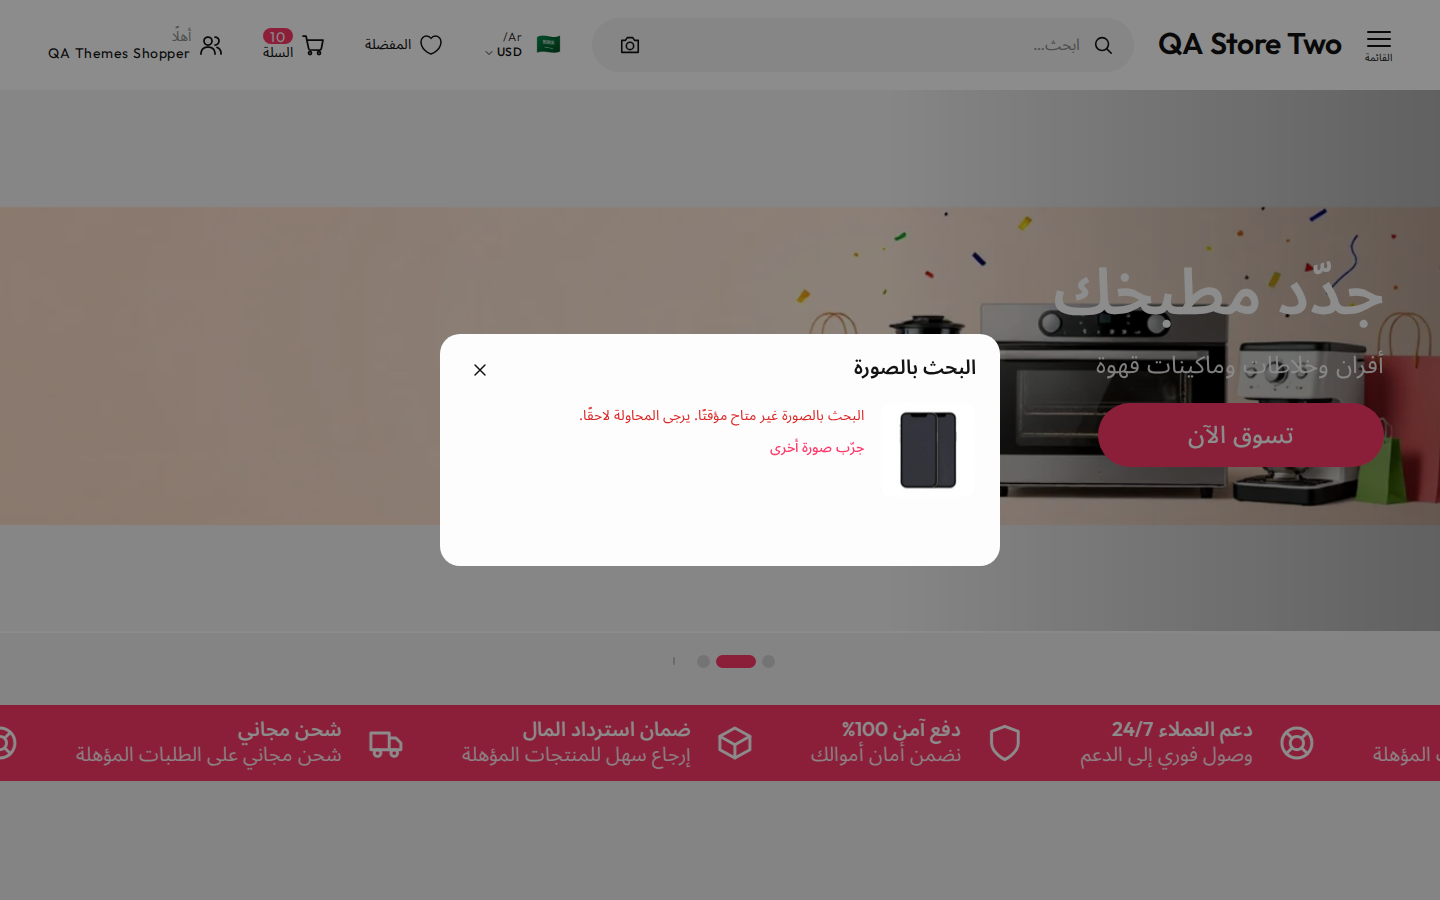 القائمة
QA Store Two
ابحث...
Ar/
USD
المفضلة
10
السلة
أهلًا
QA Themes Shopper
جدّد مطبخك
أفران وخلاطات وماكينات قهوة
تسوق الآن
البحث بالصورة
البحث بالصورة غير متاح مؤقتًا. يرجى المحاولة لاحقًا.
جرّب صورة أخرى
المؤهلة
دعم العملاء 24/7
وصول فوري إلى الدعم
دفع آمن 100%
نضمن أمان أموالك
ضمان استرداد المال
إرجاع سهل للمنتجات المؤهلة
شحن مجاني
شحن مجاني على الطلبات المؤهلة